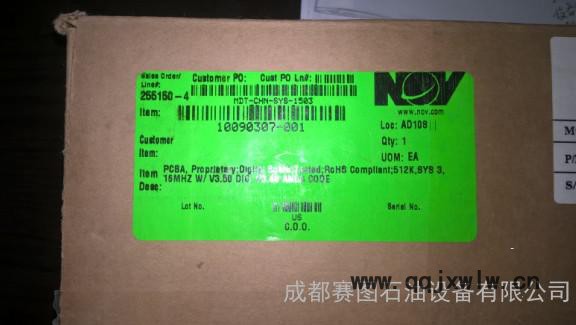 Sales Order/ Customer PO: Cust PO Ln#:
Line#:
255150-4
MDT-CHN-SYS-1503
NOV
www.nov.com
Item:
10090307-001
Loc: AD108
Customer
Item
Qty: 1
UOM: EA
Item PCBA, Proprietary;Digital RoHS Compliant;512K,SYS 3,
Desc: 16MHZ W/ V3.50 CODE
Lot No. Serial No.
US
C.O.O.
M
P/
S/
www.gqjxwlw.cn
成都赛图石油设备有限公司